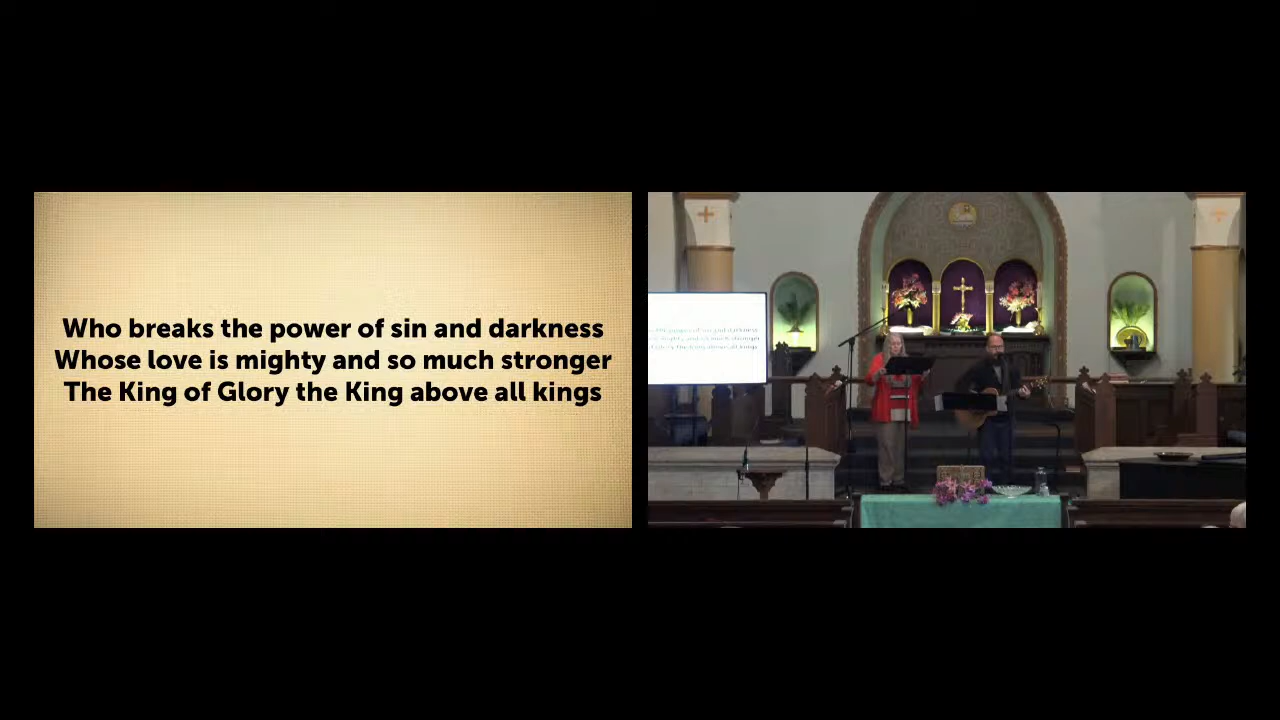 Who breaks the power of sin and darkness
Whose love is mighty and so much stronger
The King of Glory the King above all kings